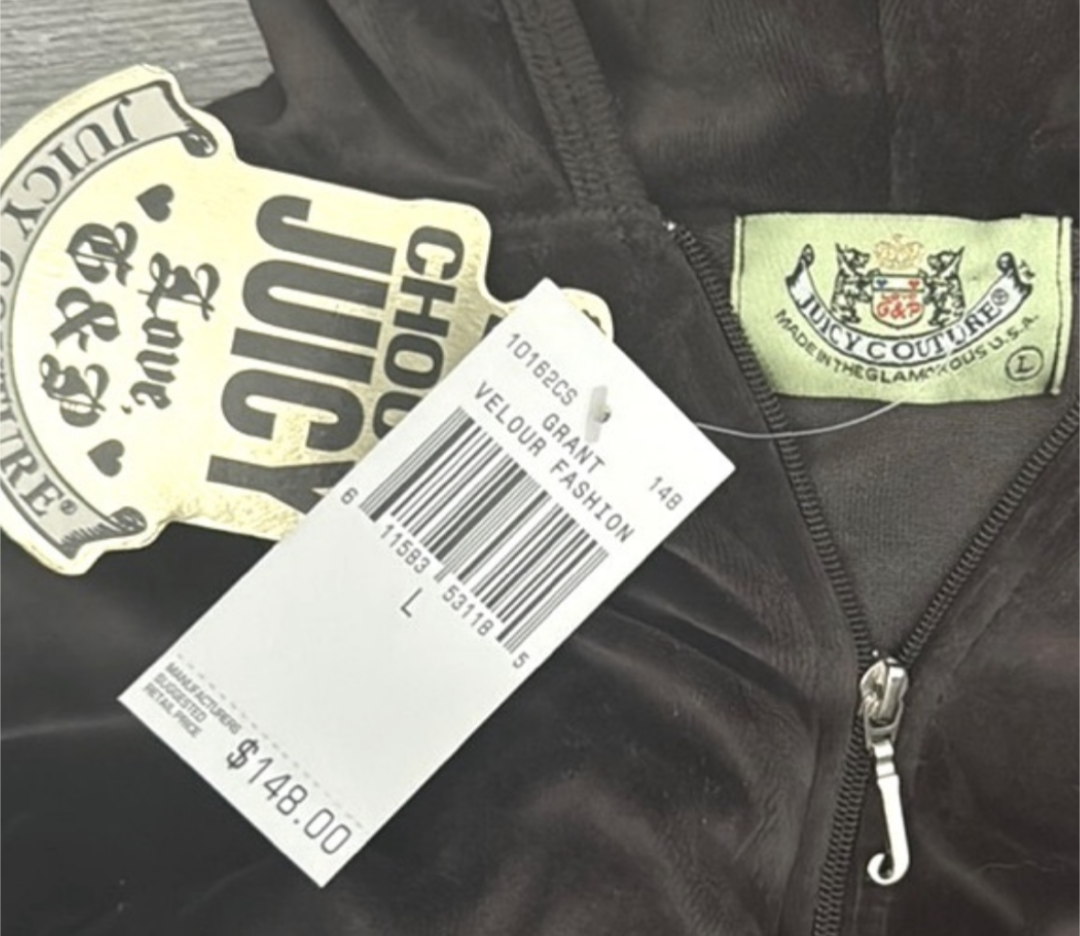 JUICY COUTURE®
Love
G&P
CHOO
JUICY
10162CS
GRANT
VELOUR FASHION
148
6 11583 53118 5
L
MANUFACTURERS
SUGGESTED
RETAIL PRICE
$148.00
G&P
JUICY COUTURE®
MADE IN THE GLAMOROUS U.S.A.
L